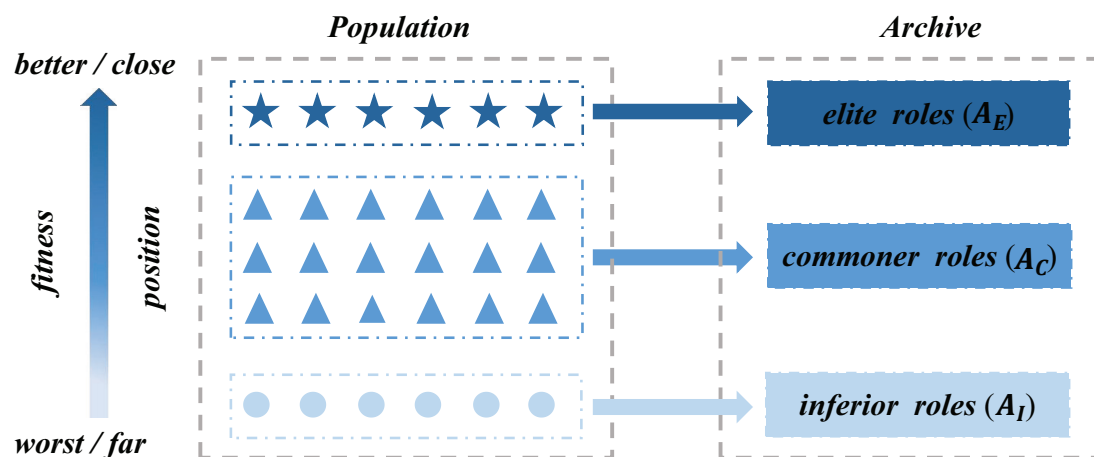 Population
Archive
better / close
elite roles (A_E)
fitness
position
commoner roles (A_C)
inferior roles (A_I)
worst / far